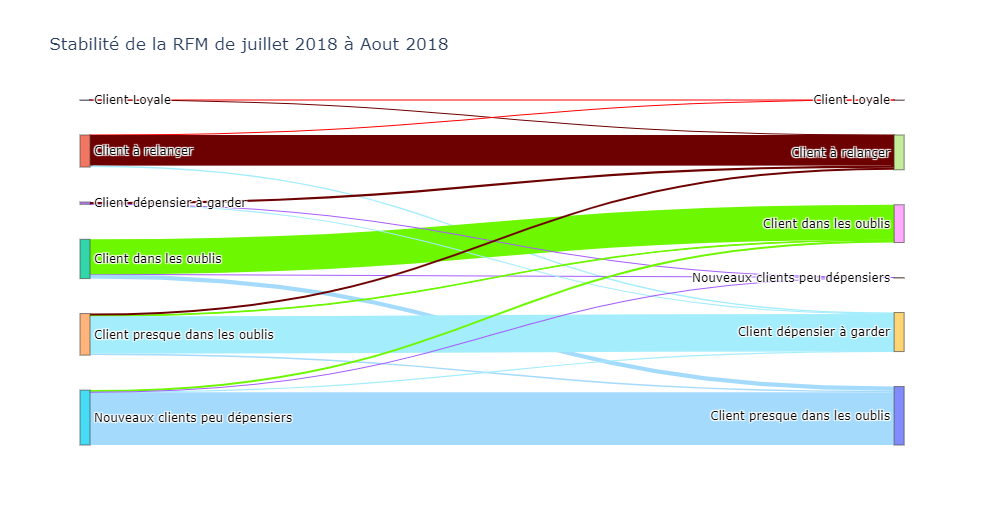 Stabilité de la RFM de juillet 2018 à Aout 2018
Client Loyale
Client Loyale
Client à relançer
Client à relançer
Client dépensier à garder
Client dans les oublis
Client dans les oublis
Nouveaux clients peu dépensiers
Client presque dans les oublis
Client dépensier à garder
Nouveaux clients peu dépensiers
Client presque dans les oublis